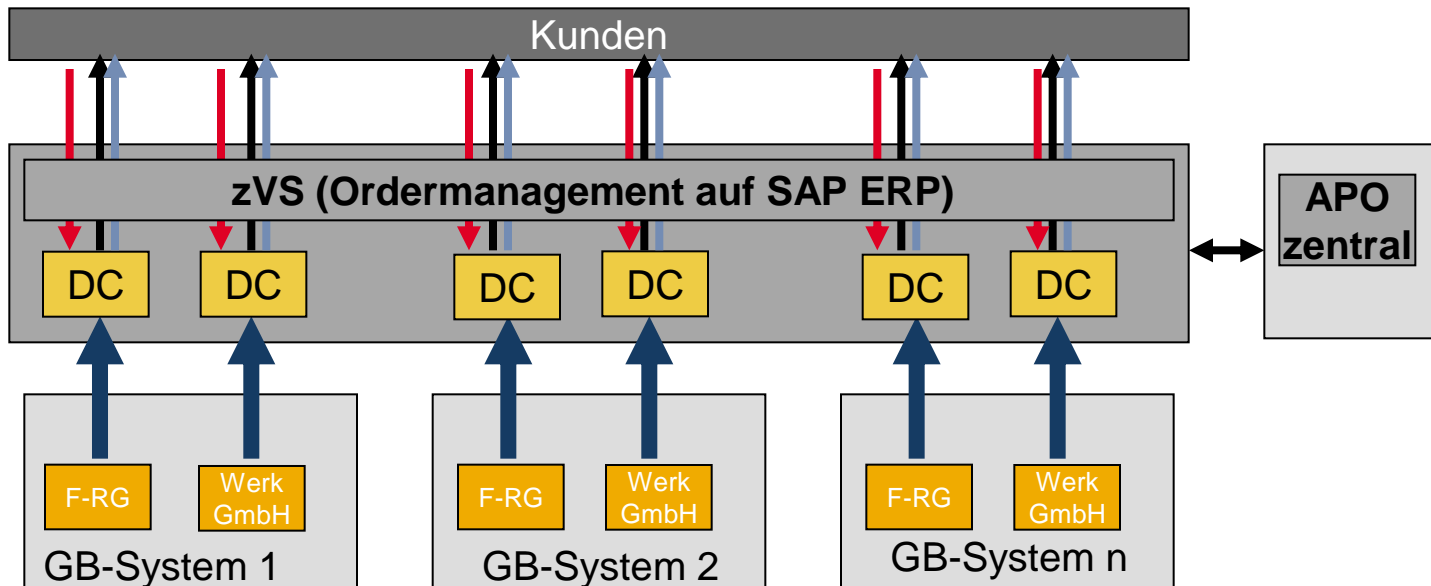 Kunden
zVS (Ordermanagement auf SAP ERP)
APO
zentral
DC
DC
DC
DC
DC
DC
F-RG
Werk
GmbH
F-RG
Werk
GmbH
F-RG
Werk
GmbH
GB-System 1
GB-System 2
GB-System n